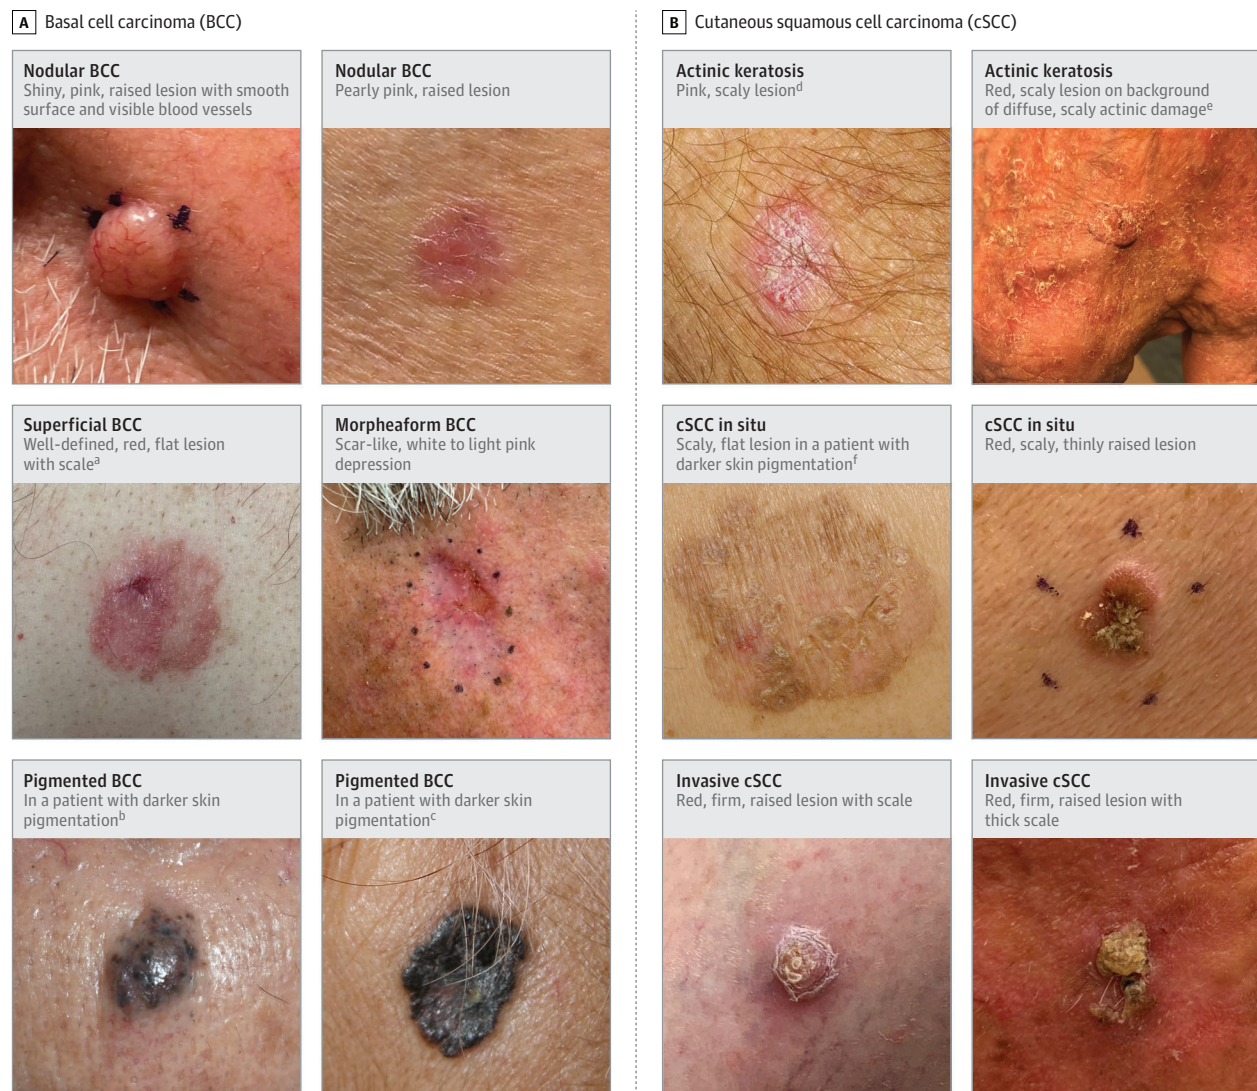 A Basal cell carcinoma (BCC)
Nodular BCC
Shiny, pink, raised lesion with smooth
surface and visible blood vessels
Nodular BCC
Pearly pink, raised lesion
Superficial BCC
Well-defined, red, flat lesion
with scaleᵃ
Morpheaform BCC
Scar-like, white to light pink
depression
Pigmented BCC
In a patient with darker skin
pigmentationᵇ
Pigmented BCC
In a patient with darker skin
pigmentationᶜ
B Cutaneous squamous cell carcinoma (cSCC)
Actinic keratosis
Pink, scaly lesionᵈ
Actinic keratosis
Red, scaly lesion on background
of diffuse, scaly actinic damageᵉ
cSCC in situ
Scaly, flat lesion in a patient with
darker skin pigmentationᶠ
cSCC in situ
Red, scaly, thinly raised lesion
Invasive cSCC
Red, firm, raised lesion with scale
Invasive cSCC
Red, firm, raised lesion with
thick scale